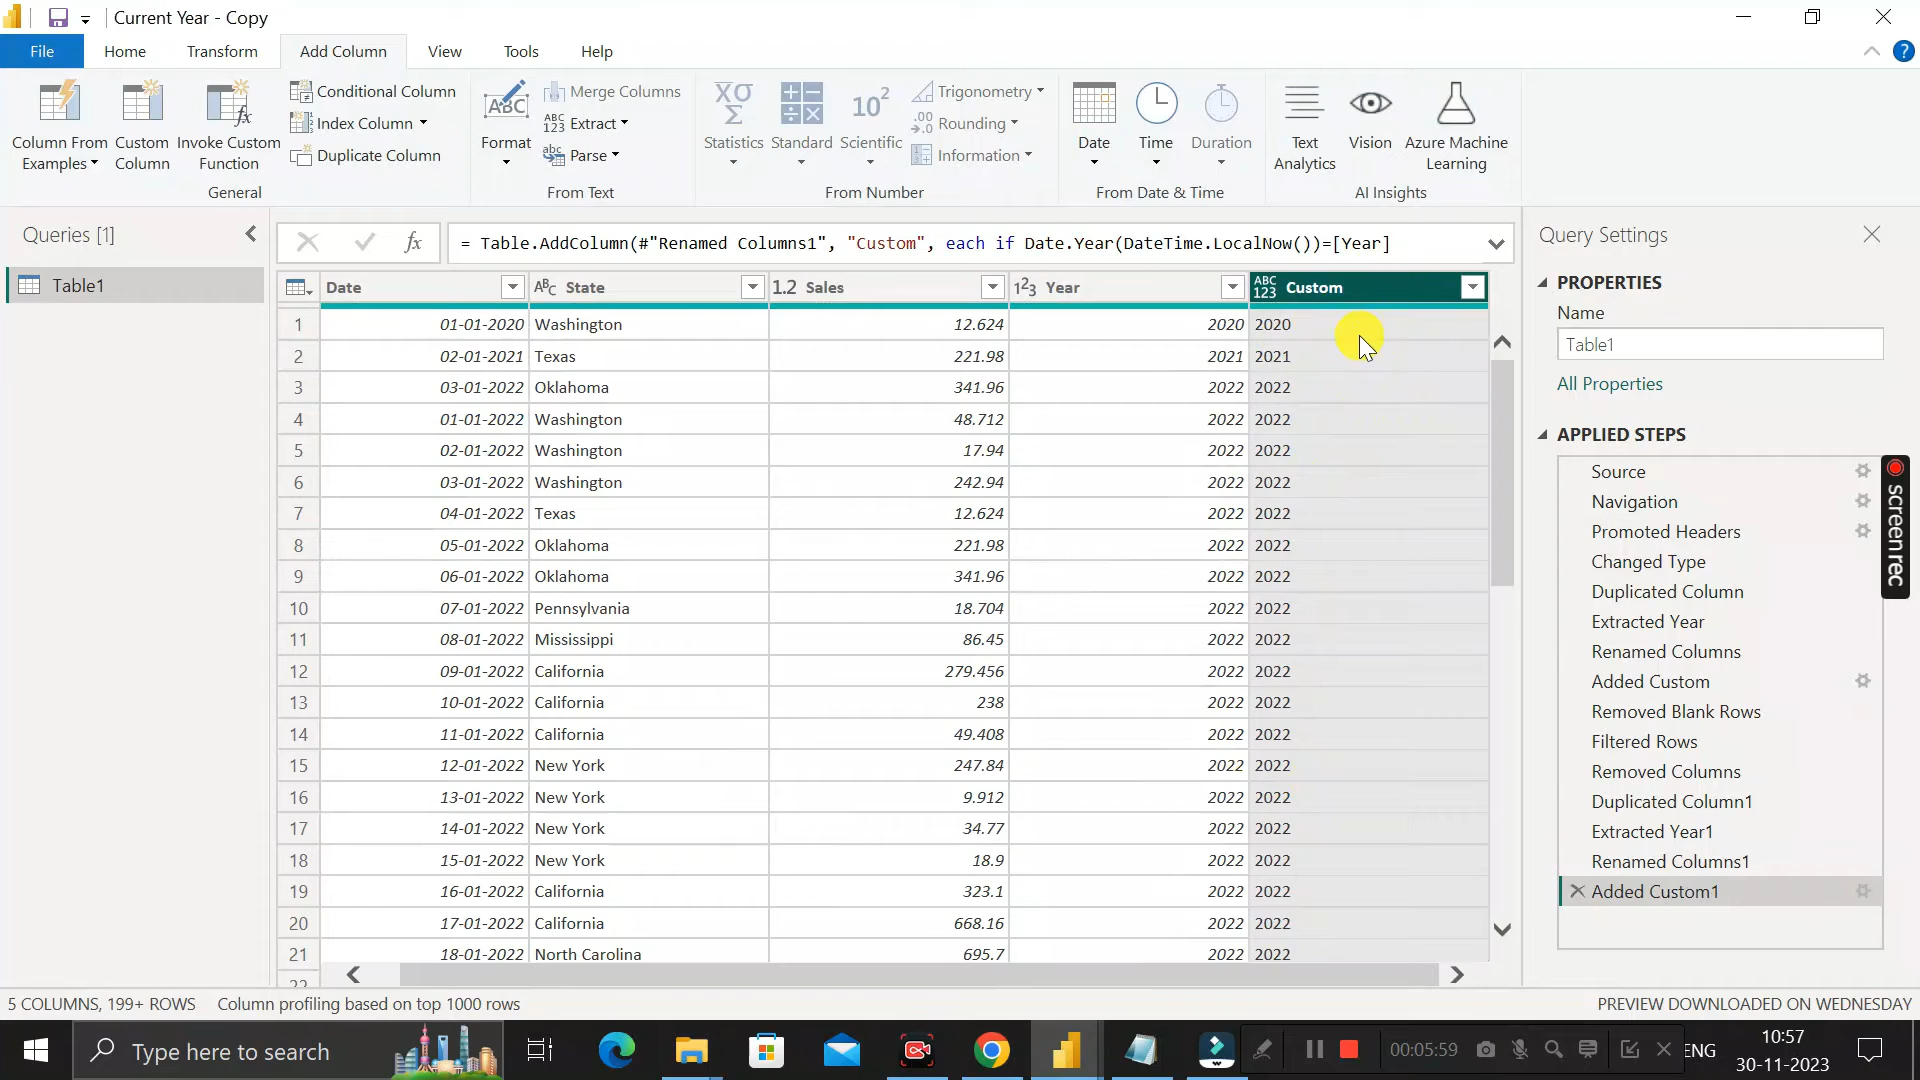 Current Year - Copy
File Home Transform Add Column View Tools Help
Column From Examples
Custom Column
Invoke Custom Function
Conditional Column
Index Column
Duplicate Column
General
Format
Merge Columns
Extract
Parse
From Text
Statistics
Standard
Scientific
Trigonometry
Rounding
Information
From Number
Date
Time
Duration
From Date & Time
Text Analytics
Vision
Azure Machine Learning
AI Insights
Queries [1]
Table1
= Table.AddColumn(#"Renamed Columns1", "Custom", each if Date.Year(DateTime.LocalNow())=[Year]
Date ABC State 1.2 Sales 123 Year ABC 123 Custom
1 01-01-2020 Washington 12.624 2020 2020
2 02-01-2021 Texas 221.98 2021 2021
3 03-01-2022 Oklahoma 341.96 2022 2022
4 01-01-2022 Washington 48.712 2022 2022
5 02-01-2022 Washington 17.94 2022 2022
6 03-01-2022 Washington 242.94 2022 2022
7 04-01-2022 Texas 12.624 2022 2022
8 05-01-2022 Oklahoma 221.98 2022 2022
9 06-01-2022 Oklahoma 341.96 2022 2022
10 07-01-2022 Pennsylvania 18.704 2022 2022
11 08-01-2022 Mississippi 86.45 2022 2022
12 09-01-2022 California 279.456 2022 2022
13 10-01-2022 California 238 2022 2022
14 11-01-2022 California 49.408 2022 2022
15 12-01-2022 New York 247.84 2022 2022
16 13-01-2022 New York 9.912 2022 2022
17 14-01-2022 New York 34.77 2022 2022
18 15-01-2022 New York 18.9 2022 2022
19 16-01-2022 California 323.1 2022 2022
20 17-01-2022 California 668.16 2022 2022
21 18-01-2022 North Carolina 695.7 2022 2022
22
Query Settings
PROPERTIES
Name
Table1
All Properties
APPLIED STEPS
Source
Navigation
Promoted Headers
Changed Type
Duplicated Column
Extracted Year
Renamed Columns
Added Custom
Removed Blank Rows
Filtered Rows
Removed Columns
Duplicated Column1
Extracted Year1
Renamed Columns1
Added Custom1
screenrec
5 COLUMNS, 199+ ROWS Column profiling based on top 1000 rows
PREVIEW DOWNLOADED ON WEDNESDAY
Type here to search
00:05:59
ENG
10:57
30-11-2023